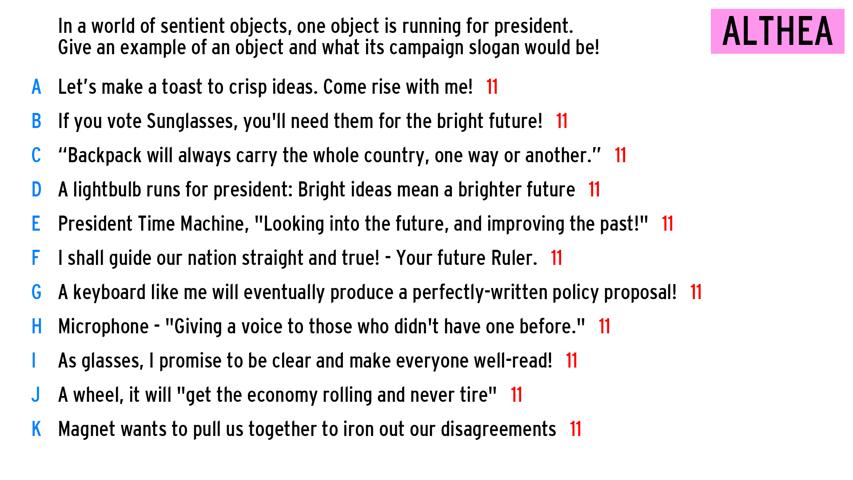 In a world of sentient objects, one object is running for president.
Give an example of an object and what its campaign slogan would be!
ALTHEA
A Let's make a toast to crisp ideas. Come rise with me! 11
B If you vote Sunglasses, you'll need them for the bright future! 11
C “Backpack will always carry the whole country, one way or another.” 11
D A lightbulb runs for president: Bright ideas mean a brighter future 11
E President Time Machine, "Looking into the future, and improving the past!" 11
F I shall guide our nation straight and true! - Your future Ruler. 11
G A keyboard like me will eventually produce a perfectly-written policy proposal! 11
H Microphone - "Giving a voice to those who didn't have one before." 11
I As glasses, I promise to be clear and make everyone well-read! 11
J A wheel, it will "get the economy rolling and never tire" 11
K Magnet wants to pull us together to iron out our disagreements 11